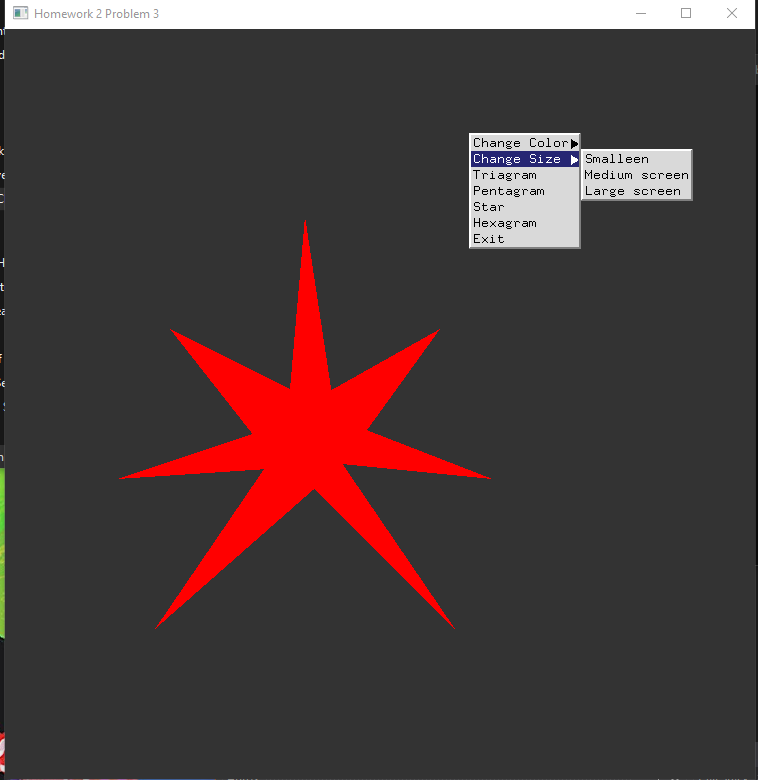 Homework 2 Problem 3
Change Color
Change Size
Triagram
Pentagram
Star
Hexagram
Exit
Smalleen
Medium screen
Large screen